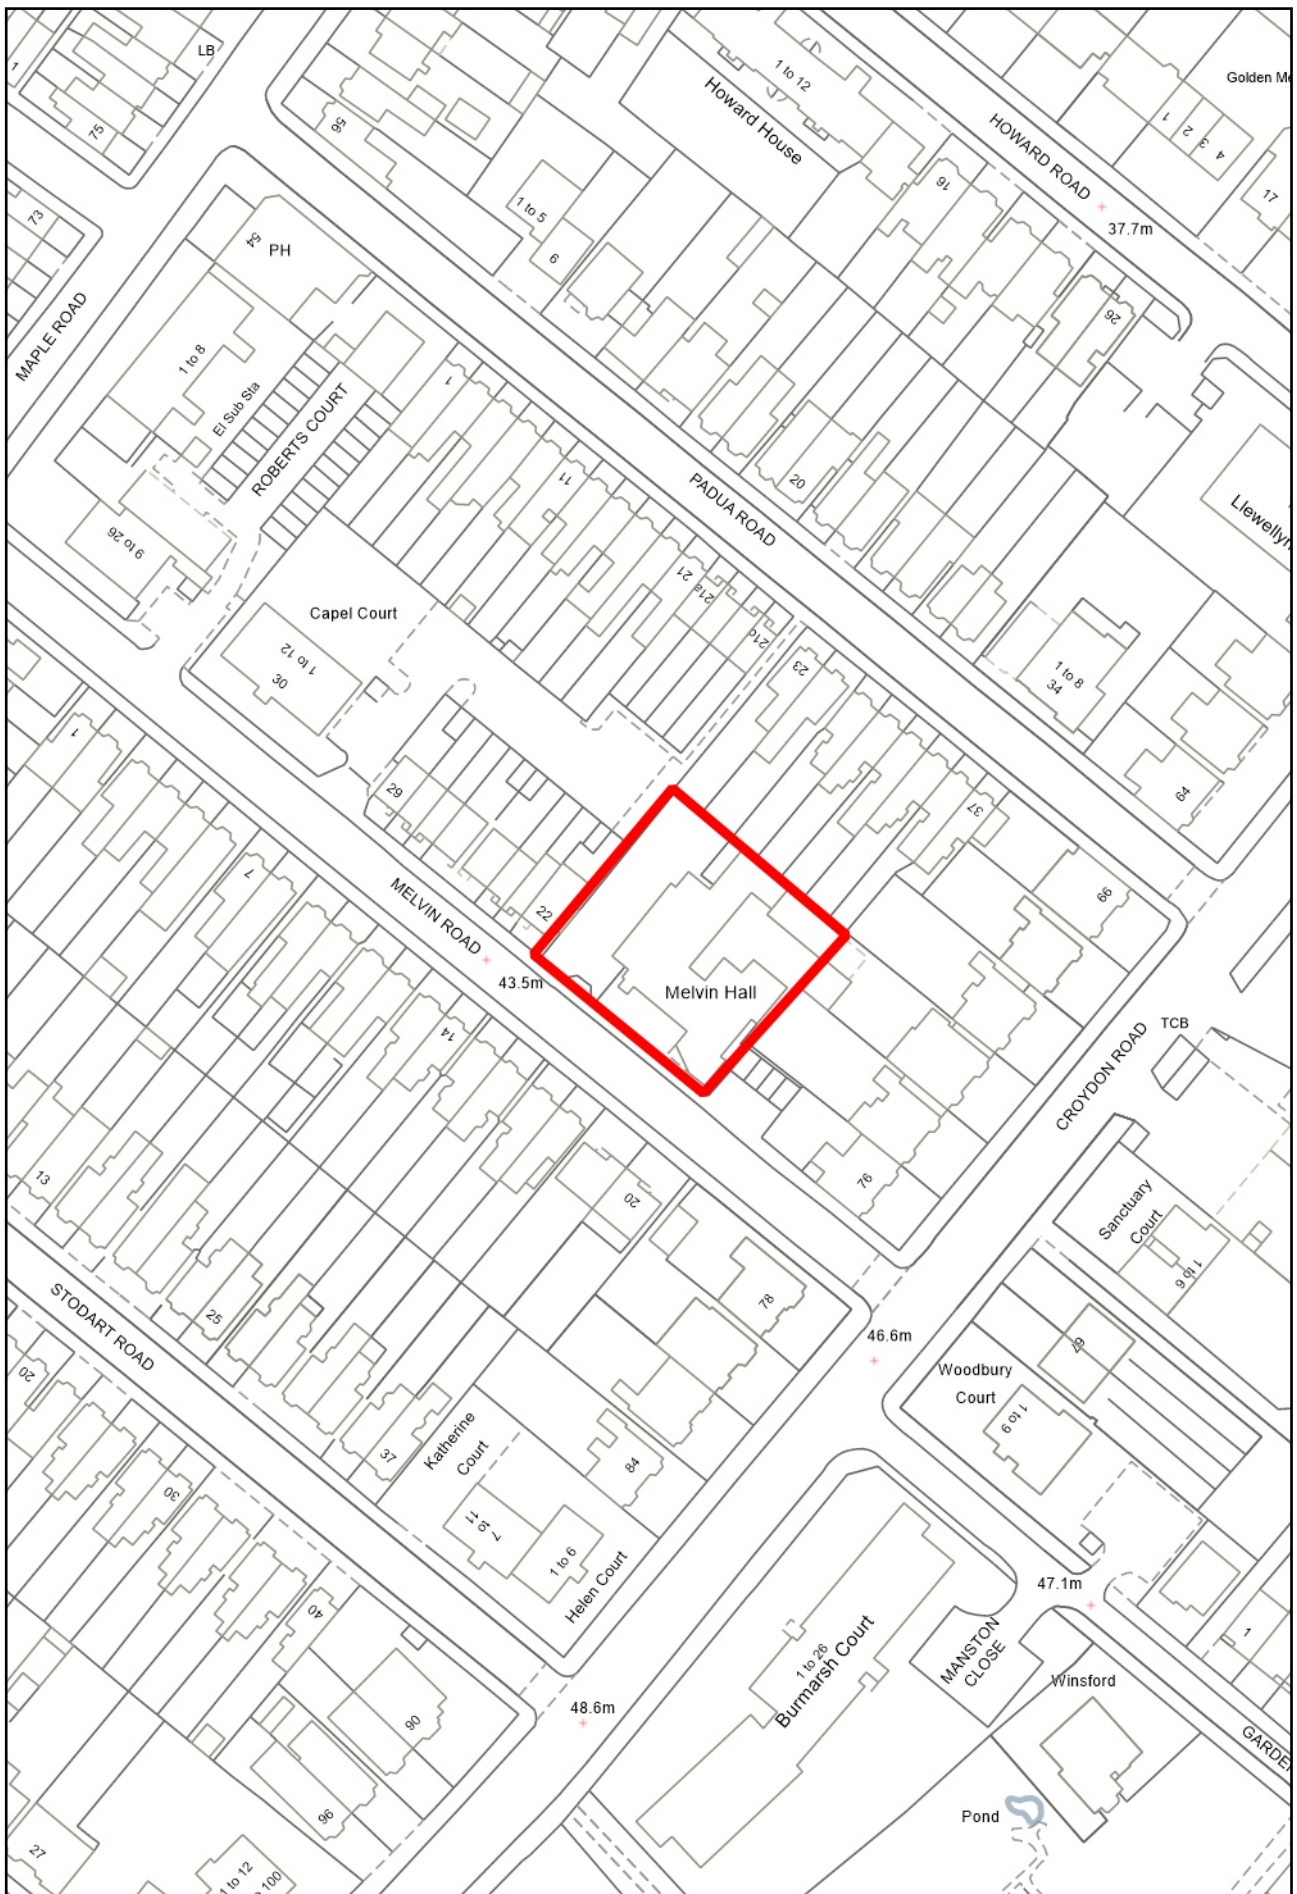 LB
1
75
1 to 12
Howard House
Golden Me
HOWARD ROAD
1
2
3
4
56
16
17
37.7m
1 to 5
6
73
54
PH
MAPLE ROAD
1 to 8
El Sub Sta
ROBERTS COURT
1
26
11
PADUA ROAD
20
Llewellyn
9 to 26
Capel Court
1 to 12
30
21
21a
21c
23
1 to 8
34
64
1
29
37
7
MELVIN ROAD
22
66
43.5m
Melvin Hall
14
TCB
CROYDON ROAD
13
20
76
Sanctuary
Court
1 to 6
STODART ROAD
25
78
46.6m
67
Woodbury
Court
1 to 9
20
37
Katherine
Court
84
30
7
to 11
1 to 6
Helen Court
47.1m
40
1 to 26
Burmarsh Court
MANSTON
CLOSE
1
Winsford
48.6m
90
GARDE
96
Pond
27
1 to 12
100